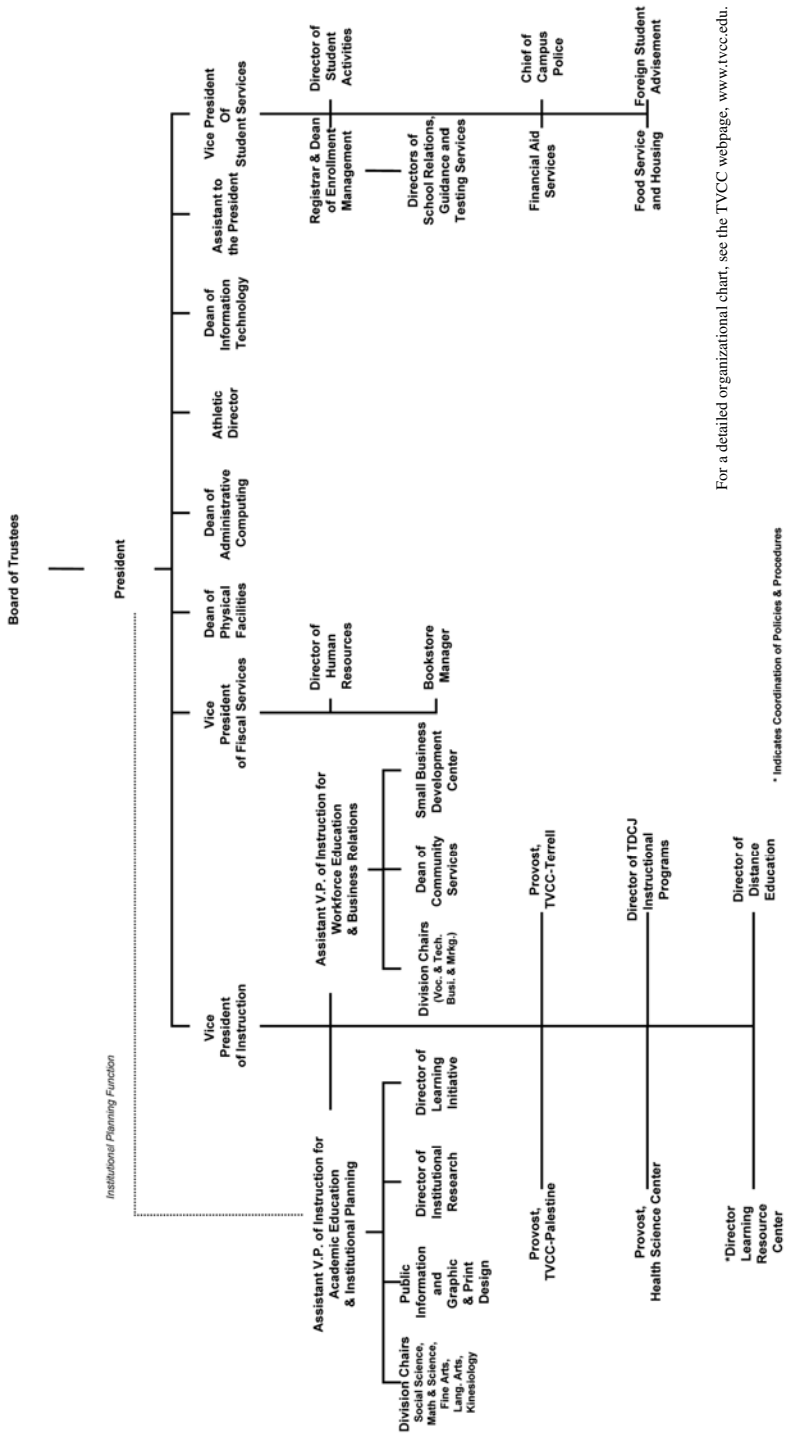 Board of Trustees
President
Institutional Planning Function
Vice
President
of Instruction
Vice
President
of Fiscal Services
Dean of
Physical
Facilities
Dean of
Administrative
Computing
Athletic
Director
Dean of
Information
Technology
Assistant to
the President
Vice President
Of
Student Services
Assistant V.P. of Instruction for
Academic Education
& Institutional Planning
Assistant V.P. of Instruction for
Workforce Education
& Business Relations
Director of
Human
Resources
Registrar & Dean
of Enrollment
Management
Director of
Student
Activities
Division Chairs
Social Science,
Math & Science,
Fine Arts,
Lang. Arts,
Kinesiology
Public
Information
and
Graphic
& Print
Design
Director of
Institutional
Research
Director of
Learning
Initiative
Division Chairs
(Voc. & Tech.
Busi. & Mrkg.)
Dean of
Community
Services
Small Business
Development
Center
Bookstore
Manager
Directors of
School Relations,
Guidance and
Testing Services
Provost,
TVCC-Palestine
Provost,
TVCC-Terrell
Financial Aid
Services
Chief of
Campus
Police
Provost,
Health Science Center
Director of TDCJ
Instructional
Programs
Food Service
and Housing
Foreign Student
Advisement
*Director
Learning
Resource
Center
Director of
Distance
Education
For a detailed organizational chart, see the TVCC webpage, www.tvcc.edu.
* Indicates Coordination of Policies & Procedures